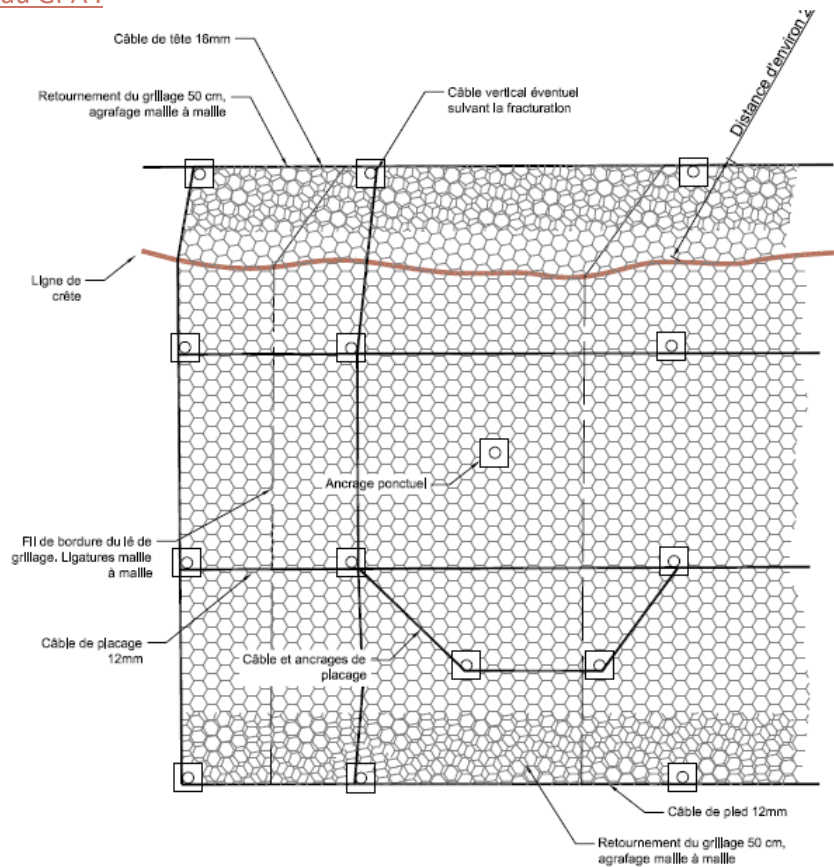 du
Câble de tête 16mm
Retournement du grillage 50 cm,
agrafage maille à maille
Câble vertical éventuel
suivant la fracturation
Distance d'environ
Ligne de
crête
Ancrage ponctuel
Fil de bordure du lé de
grillage. Ligatures maille
à maille
Câble de placage
12mm
Câble et ancrages de
placage
Câble de pied 12mm
Retournement du grillage 50 cm,
agrafage maille à maille